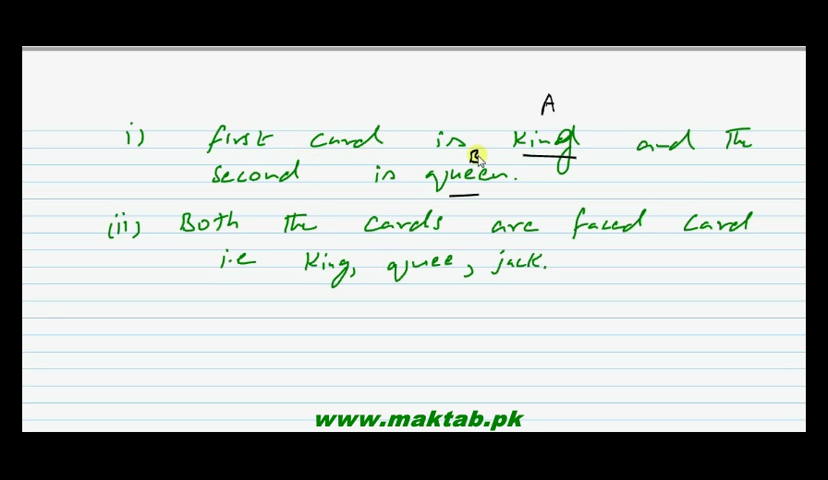 A
i) first card is king and the
B
second is queen.
(ii) Both the cards are faced card
i.e King, quee, jack.
www.maktab.pk